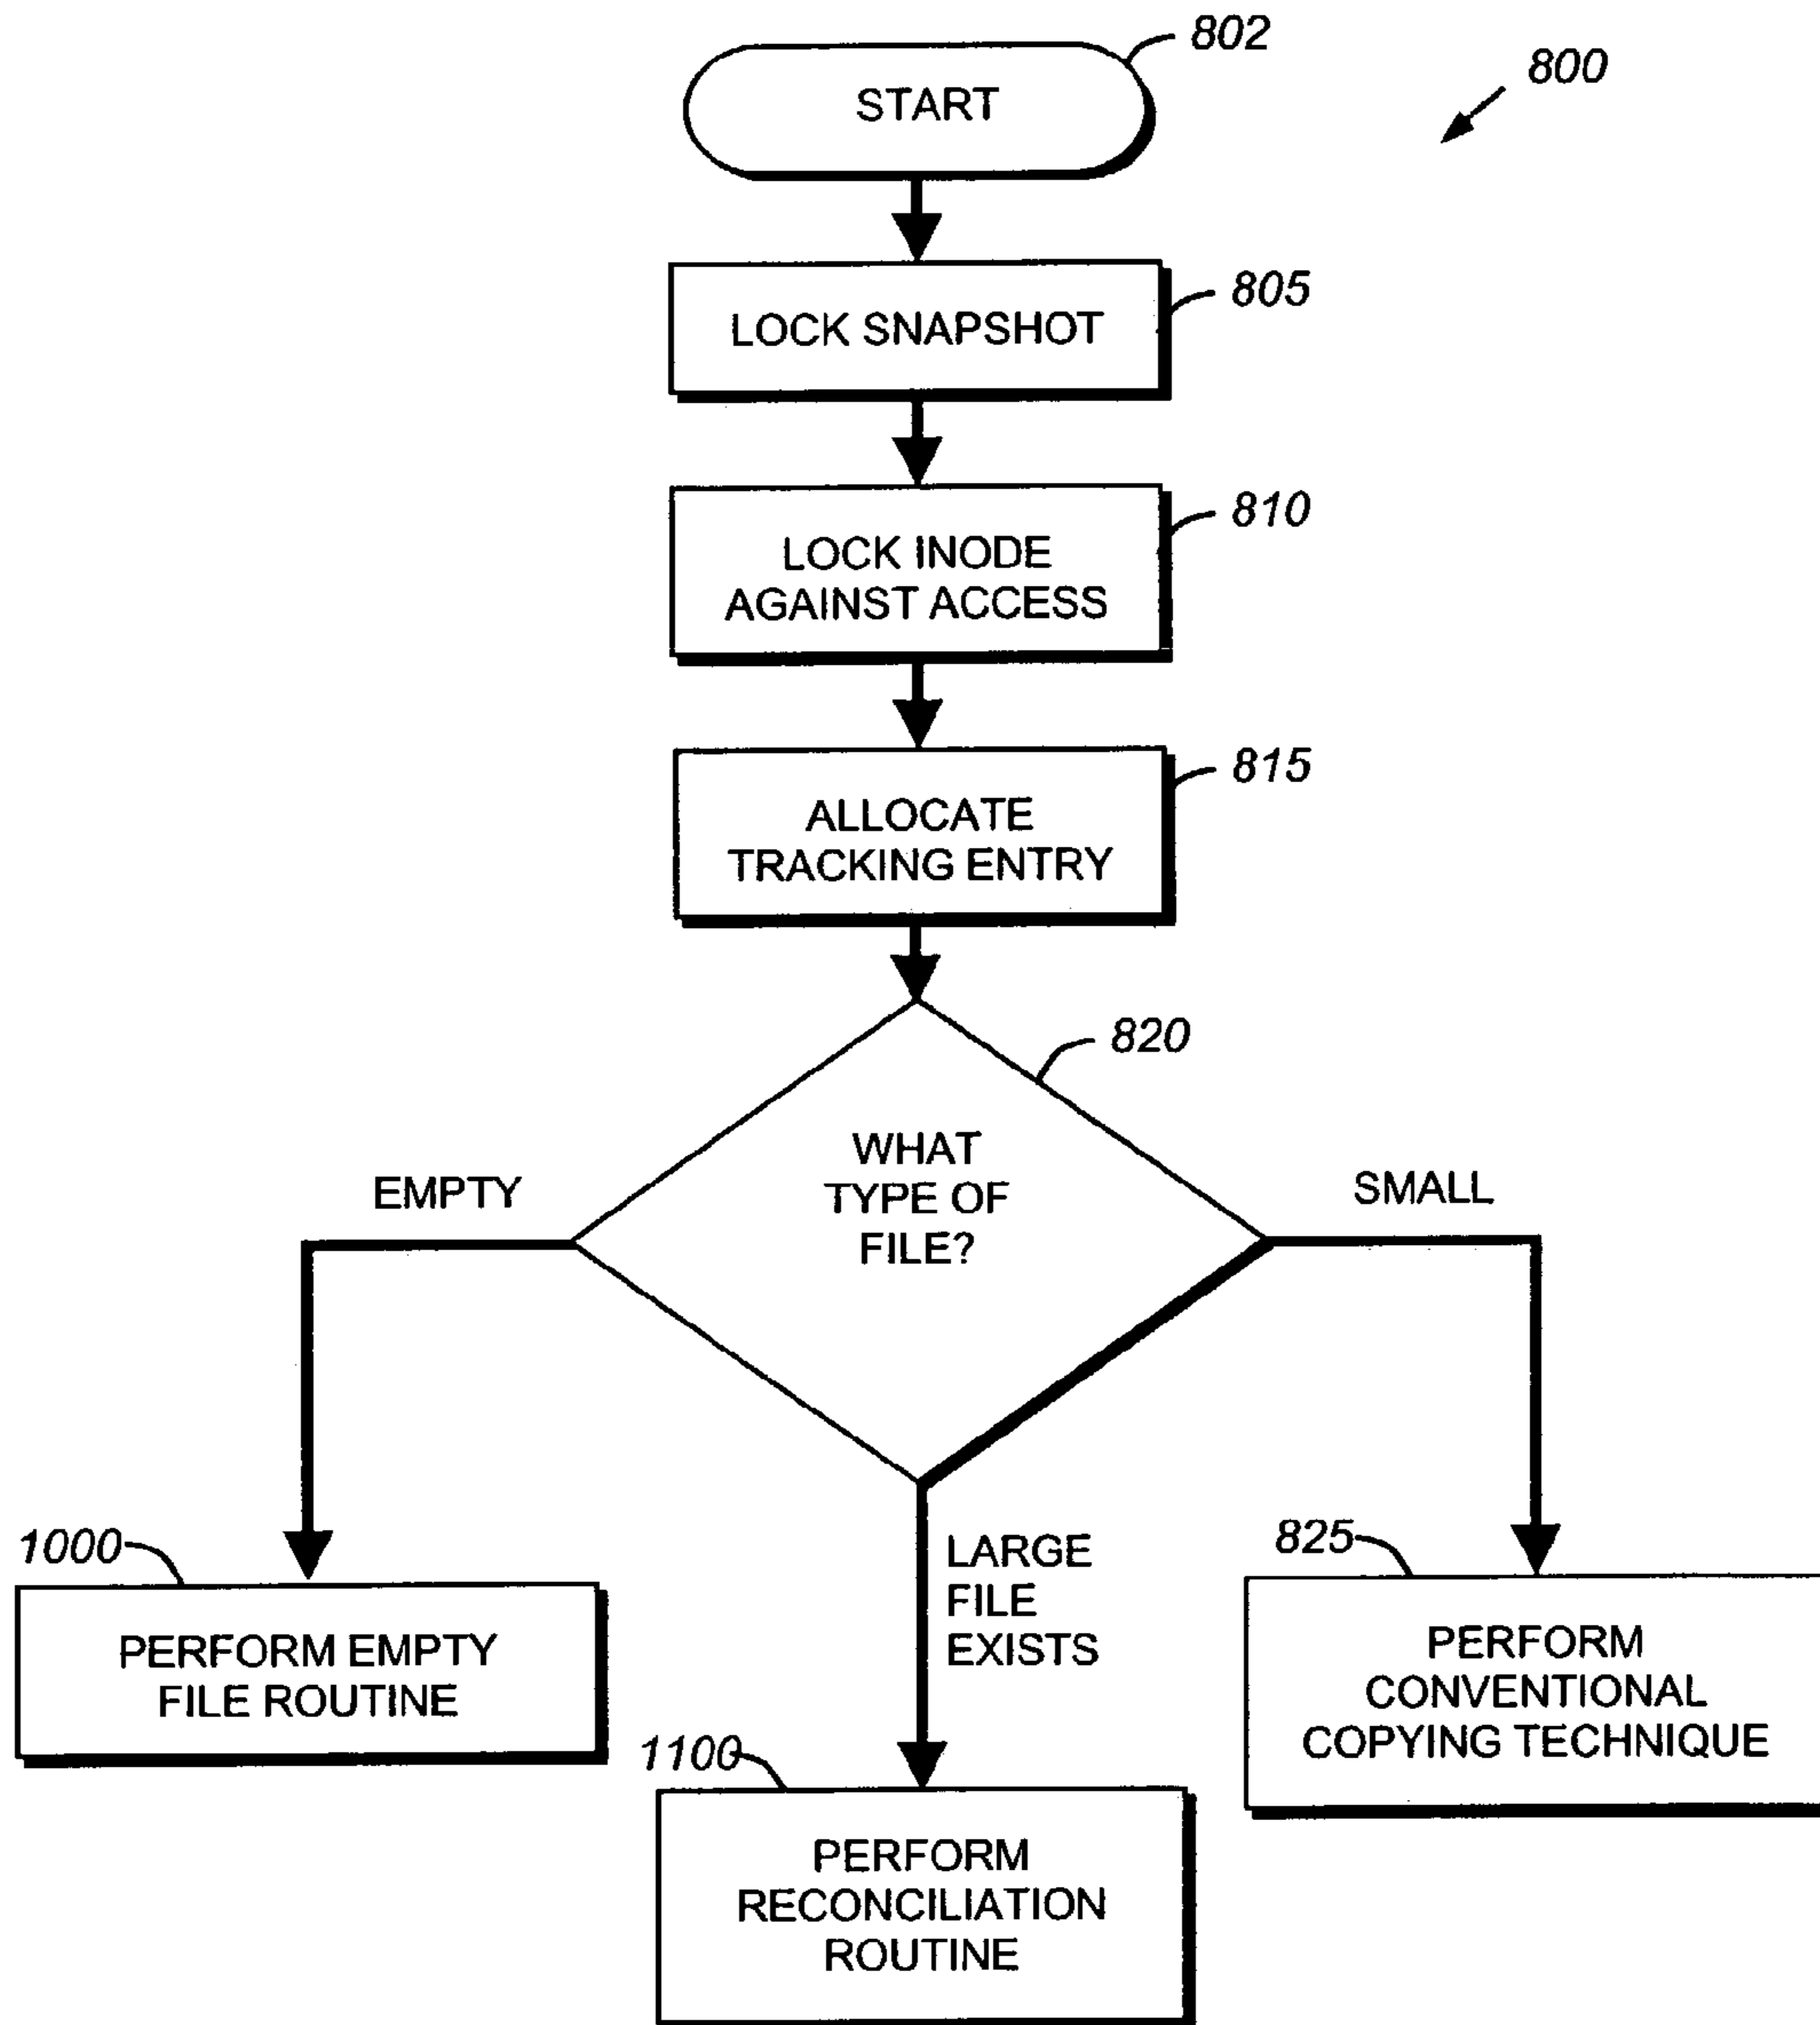 802
800
START
805
LOCK SNAPSHOT
810
LOCK INODE
AGAINST ACCESS
815
ALLOCATE
TRACKING ENTRY
820
WHAT
TYPE OF
FILE?
EMPTY
SMALL
1000
PERFORM EMPTY
FILE ROUTINE
LARGE
FILE
EXISTS
825
PERFORM
CONVENTIONAL
COPYING TECHNIQUE
1100
PERFORM
RECONCILIATION
ROUTINE